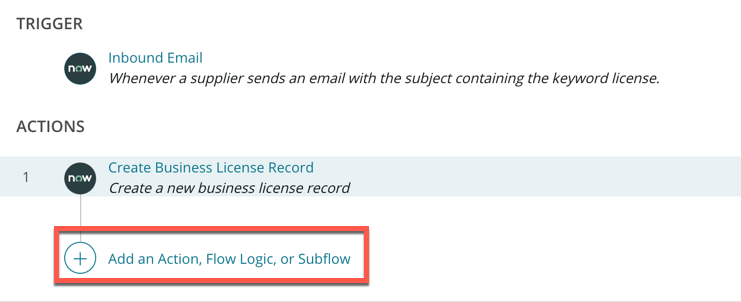 TRIGGER
now
Inbound Email
Whenever a supplier sends an email with the subject containing the keyword license.
ACTIONS
1
now
Create Business License Record
Create a new business license record
+
Add an Action, Flow Logic, or Subflow